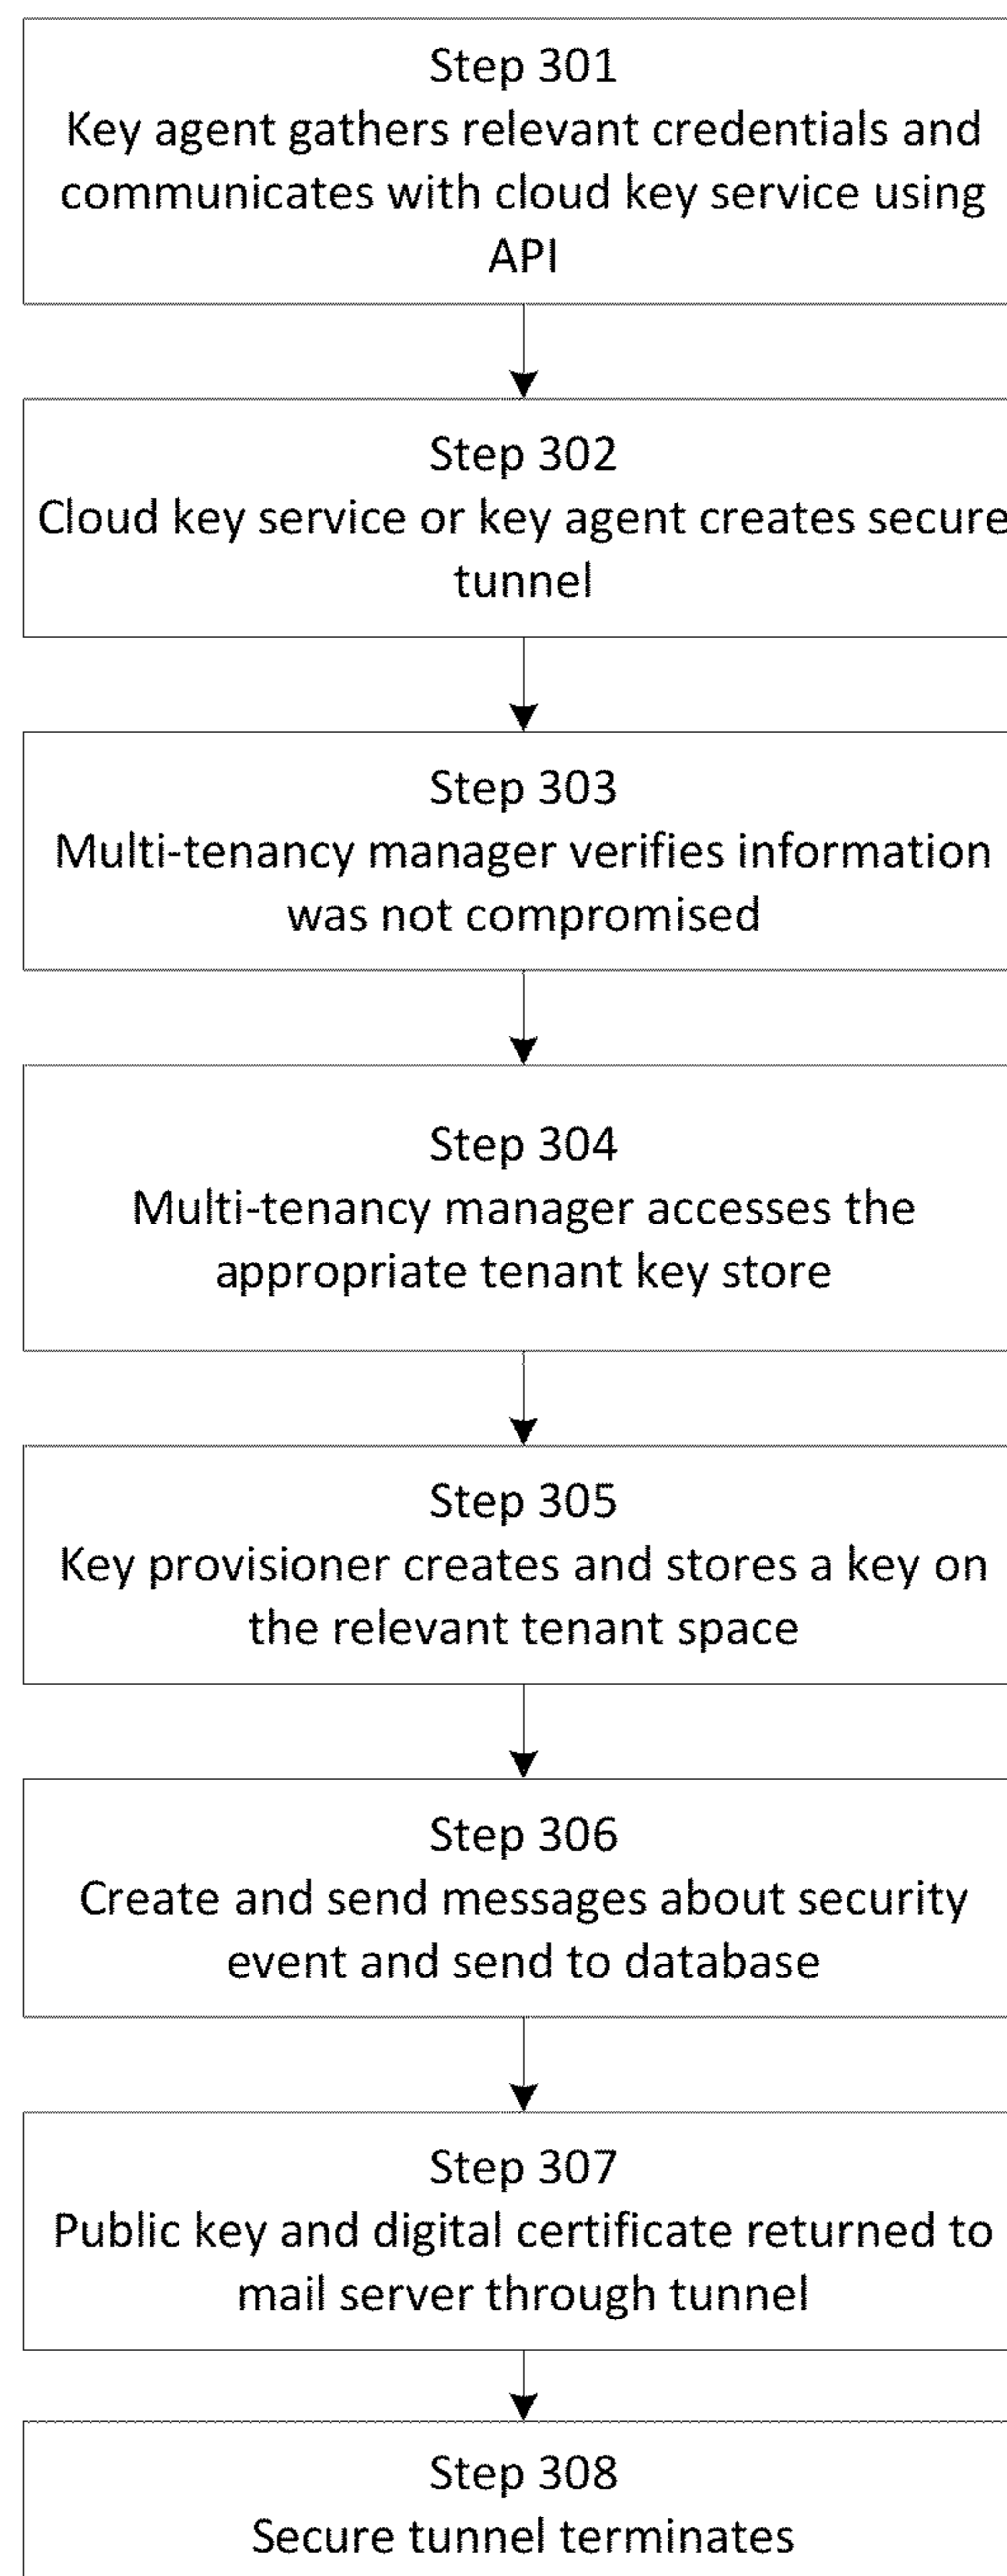 Step 301
Key agent gathers relevant credentials and
communicates with cloud key service using
API
Step 302
Cloud key service or key agent creates secure
tunnel
Step 303
Multi-tenancy manager verifies information
was not compromised
Step 304
Multi-tenancy manager accesses the
appropriate tenant key store
Step 305
Key provisioner creates and stores a key on
the relevant tenant space
Step 306
Create and send messages about security
event and send to database
Step 307
Public key and digital certificate returned to
mail server through tunnel
Step 308
Secure tunnel terminates